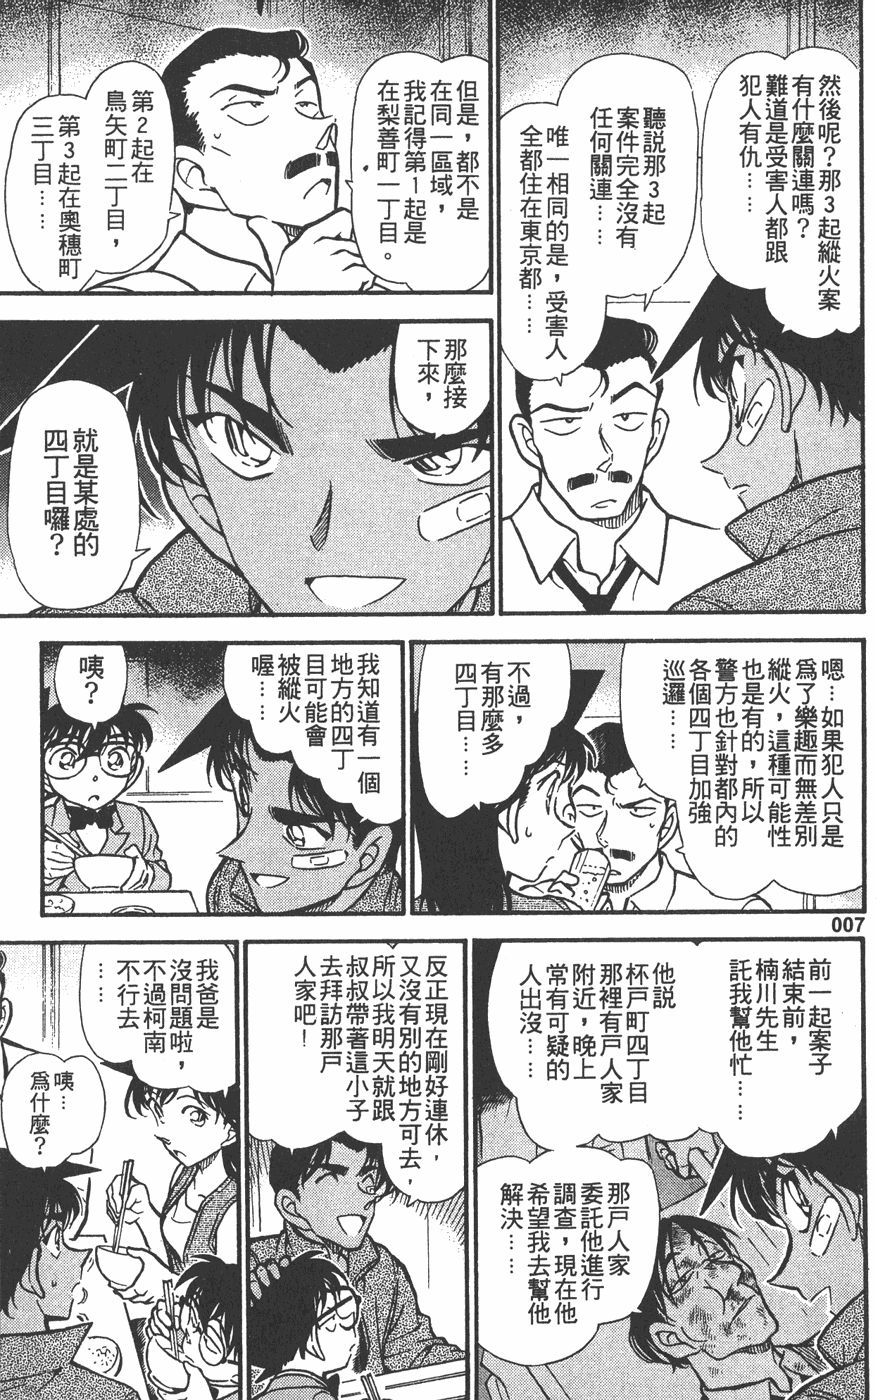 然後呢？那3起縱火案
有什麼關連嗎？
難道是受害人都跟
犯人有仇……
聽説那3起
案件完全沒有
任何關連……
唯一相同的是，受害人
全都住在東京都……
但是，都不是
在同一區域，
我記得第1起是
在梨善町一丁目。
第2起在
鳥矢町二丁目，
第3起在奧穗町
三丁目……
那麼接
下來，
就是某處的
四丁目囉？
嗯…如果犯人只是
爲了樂趣而無差別
縱火，這種可能性
也是有的，所以
警方也針對都內的
各個四丁目加強
巡邏……
不過，
有那麼多
四丁目……
我知道有一個
地方的四丁
目可能會
被縱火
喔……
咦？
007
前一起案子
結束前，
楠川先生
託我幫他忙……
他説
杯戸町四丁目
那裡有戸人家
附近，晚上
常有可疑的
人出沒……
那戸人家
委託他進行
調查，現在他
希望我去幫他
解決……
反正現在剛好連休，
又沒有別的地方可去，
所以我明天就跟
叔叔帶著這小子
去拜訪那戸
人家吧！
我爸是
沒問題啦，
不過柯南
不行去
……
咦…
爲什麼？